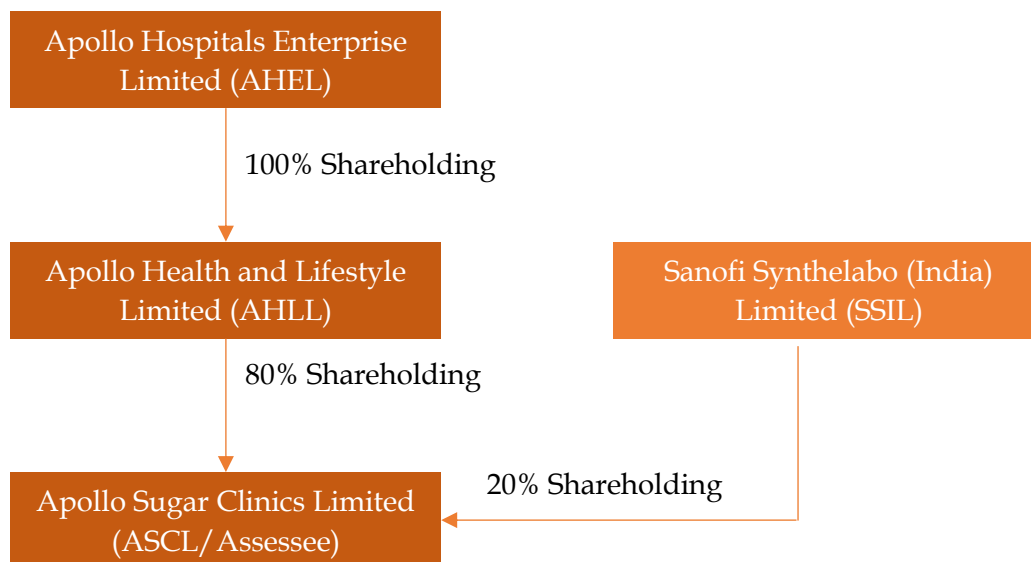 Apollo Hospitals Enterprise
Limited (AHEL)
100% Shareholding
Apollo Health and Lifestyle
Limited (AHLL)
Sanofi Synthelabo (India)
Limited (SSIL)
80% Shareholding
20% Shareholding
Apollo Sugar Clinics Limited
(ASCL/Assessee)